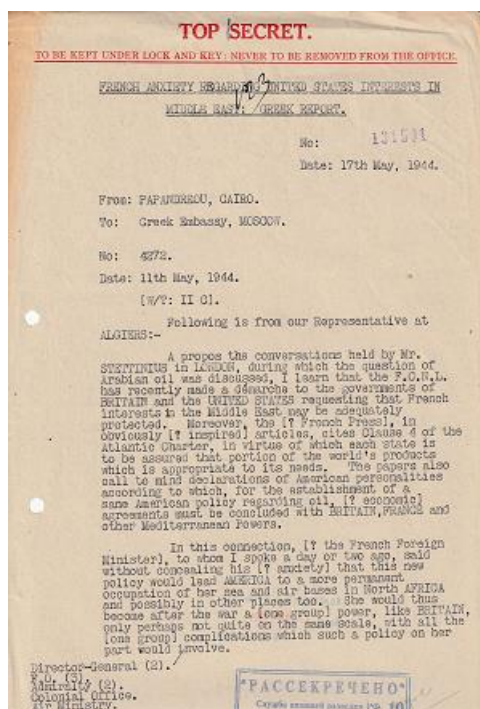 TOP SECRET.
TO BE KEPT UNDER LOCK AND KEY: NEVER TO BE REMOVED FROM THE OFFICE.
FRENCH ANXIETY REGARDING UNITED STATES INTERESTS IN
MIDDLE EAST: GREEK REPORT.
No:
Date: 17th May, 1944.
From: PAPANDREOU, CAIRO.
To: Greek Embassy, MOSCOW.
No: 4272.
Date: 11th May, 1944.
[W/T: II C].
Following is from our Representative at
ALGIERS:-
A propos the conversations held by Mr.
STETTINIUS in LONDON, during which the question of
Arabian oil was discussed, I learn that the F.C.N.L.
has recently made a démarche to the governments of
BRITAIN and the UNITED STATES requesting that French
interests in the Middle East may be adequately
protected. Moreover, the [? French Press], in
obviously [? inspired] articles, cites Clause 4 of the
Atlantic Charter, in virtue of which each state is
to be assured that portion of the world's products
which is appropriate to its needs. The papers also
call to mind declarations of American personalities
according to which, for the establishment of a
sane American policy regarding oil, [? economic]
agreements must be concluded with BRITAIN, FRANCE and
other Mediterranean Powers.
In this connection, [? the French Foreign
Minister], to whom I spoke a day or two ago, said
without concealing his [? anxiety] that this new
policy would lead AMERICA to a more permanent
occupation of her sea and air bases in North AFRICA
and possibly in other places too. She would thus
become after the war a [one group] power, like BRITAIN,
only perhaps not quite on the same scale, with all the
[one group] complications which such a policy on her
part would involve.
Director-General (2).
F.O. (3).
Admiralty (2).
Colonial Office.
Air Ministry.
"РАССЕКРЕЧЕНО"